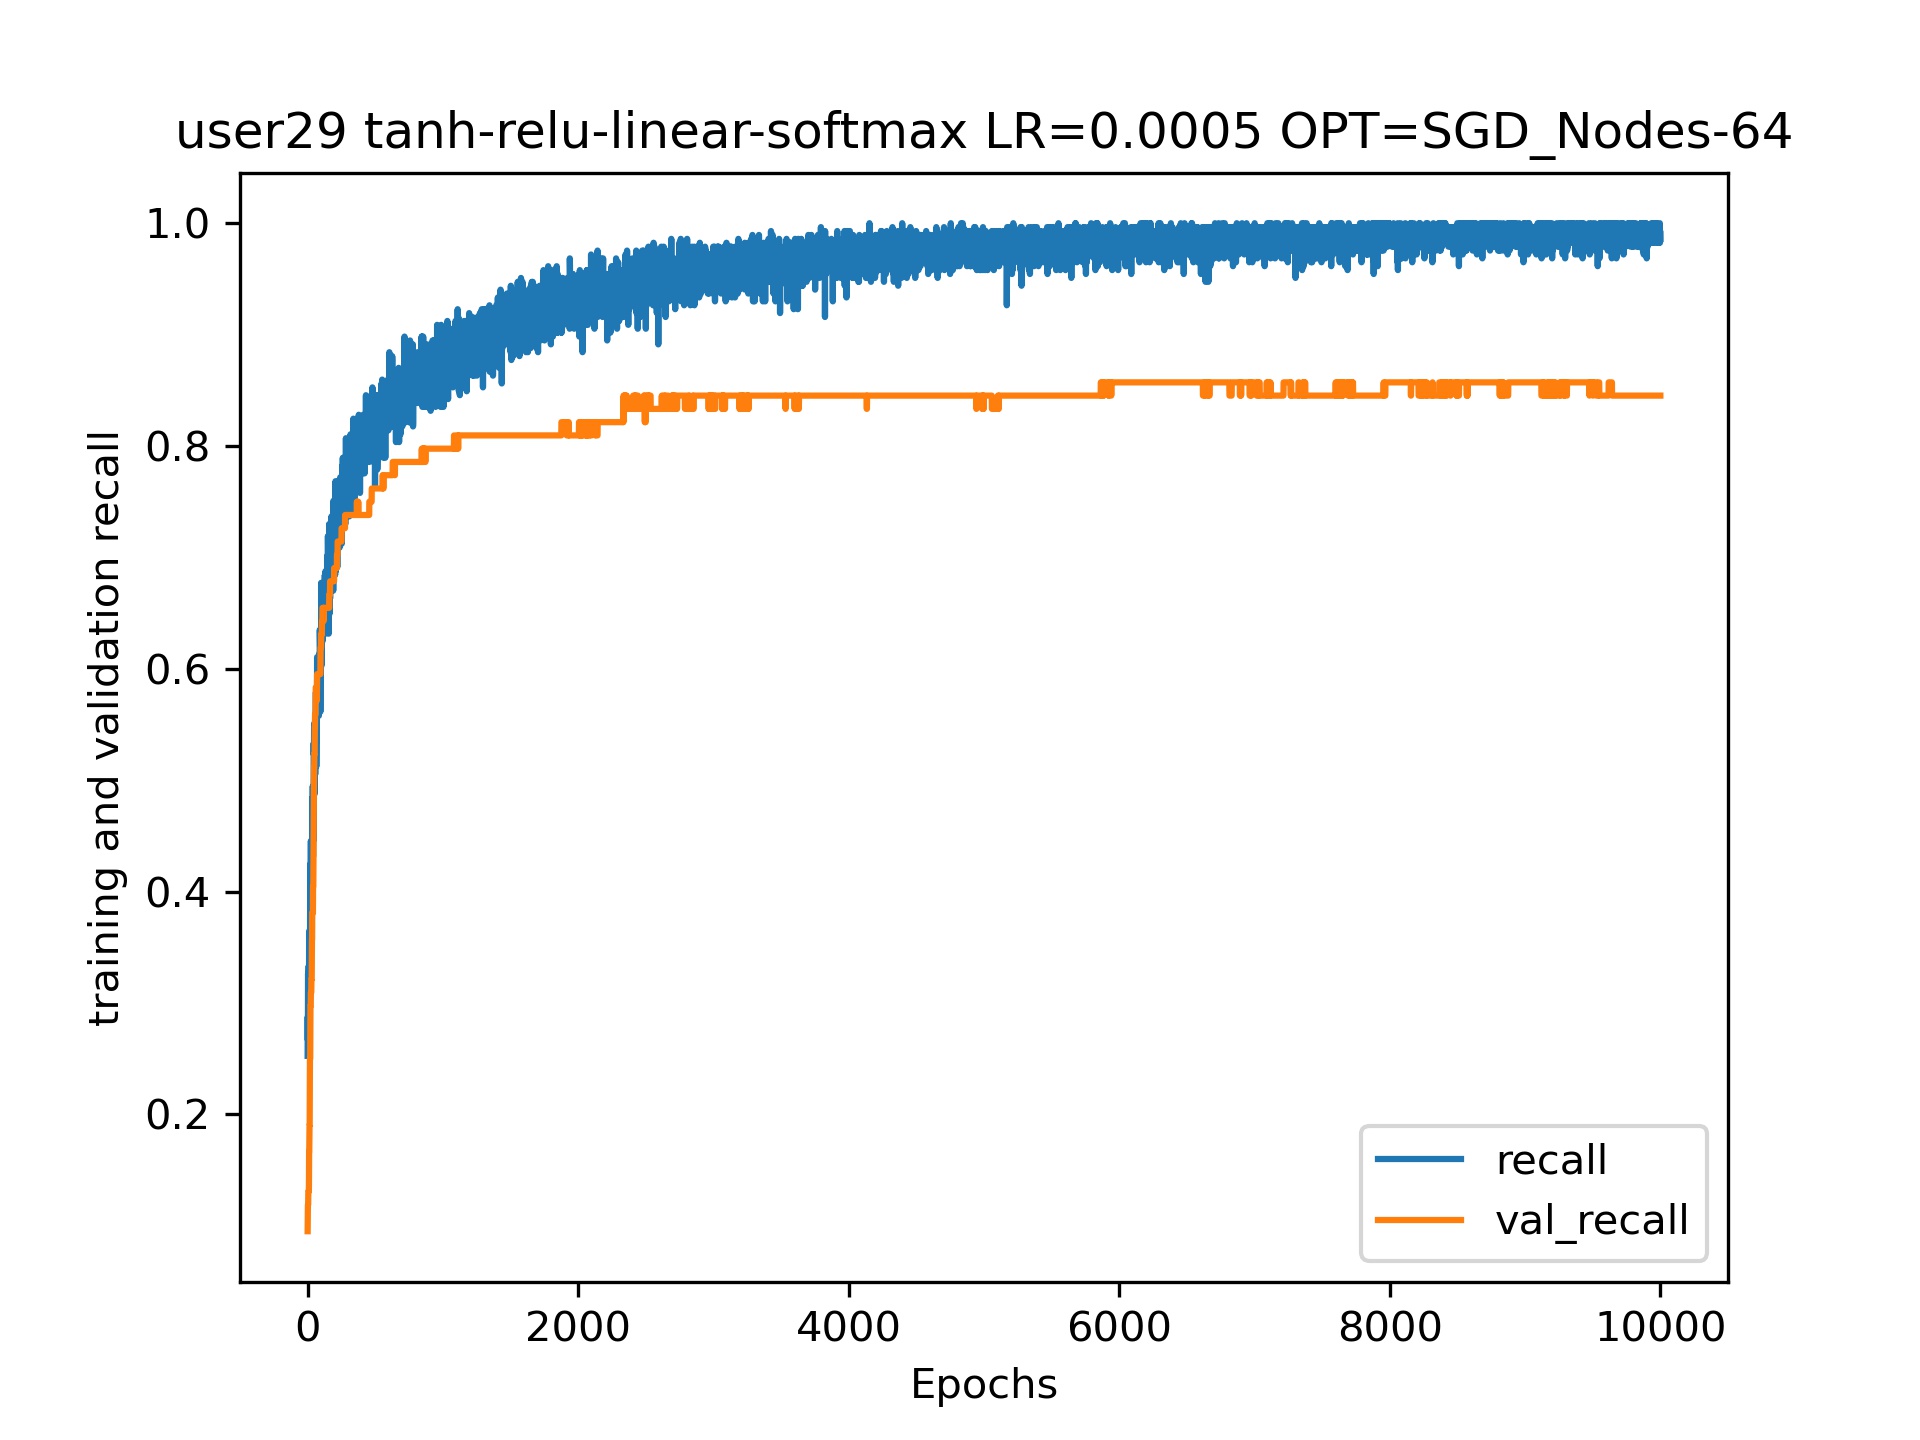 user29 tanh-relu-linear-softmax LR=0.0005 OPT=SGD_Nodes-64
training and validation recall
1.0
0.8
0.6
0.4
0.2
0 2000 4000 6000 8000 10000
Epochs
recall
val_recall